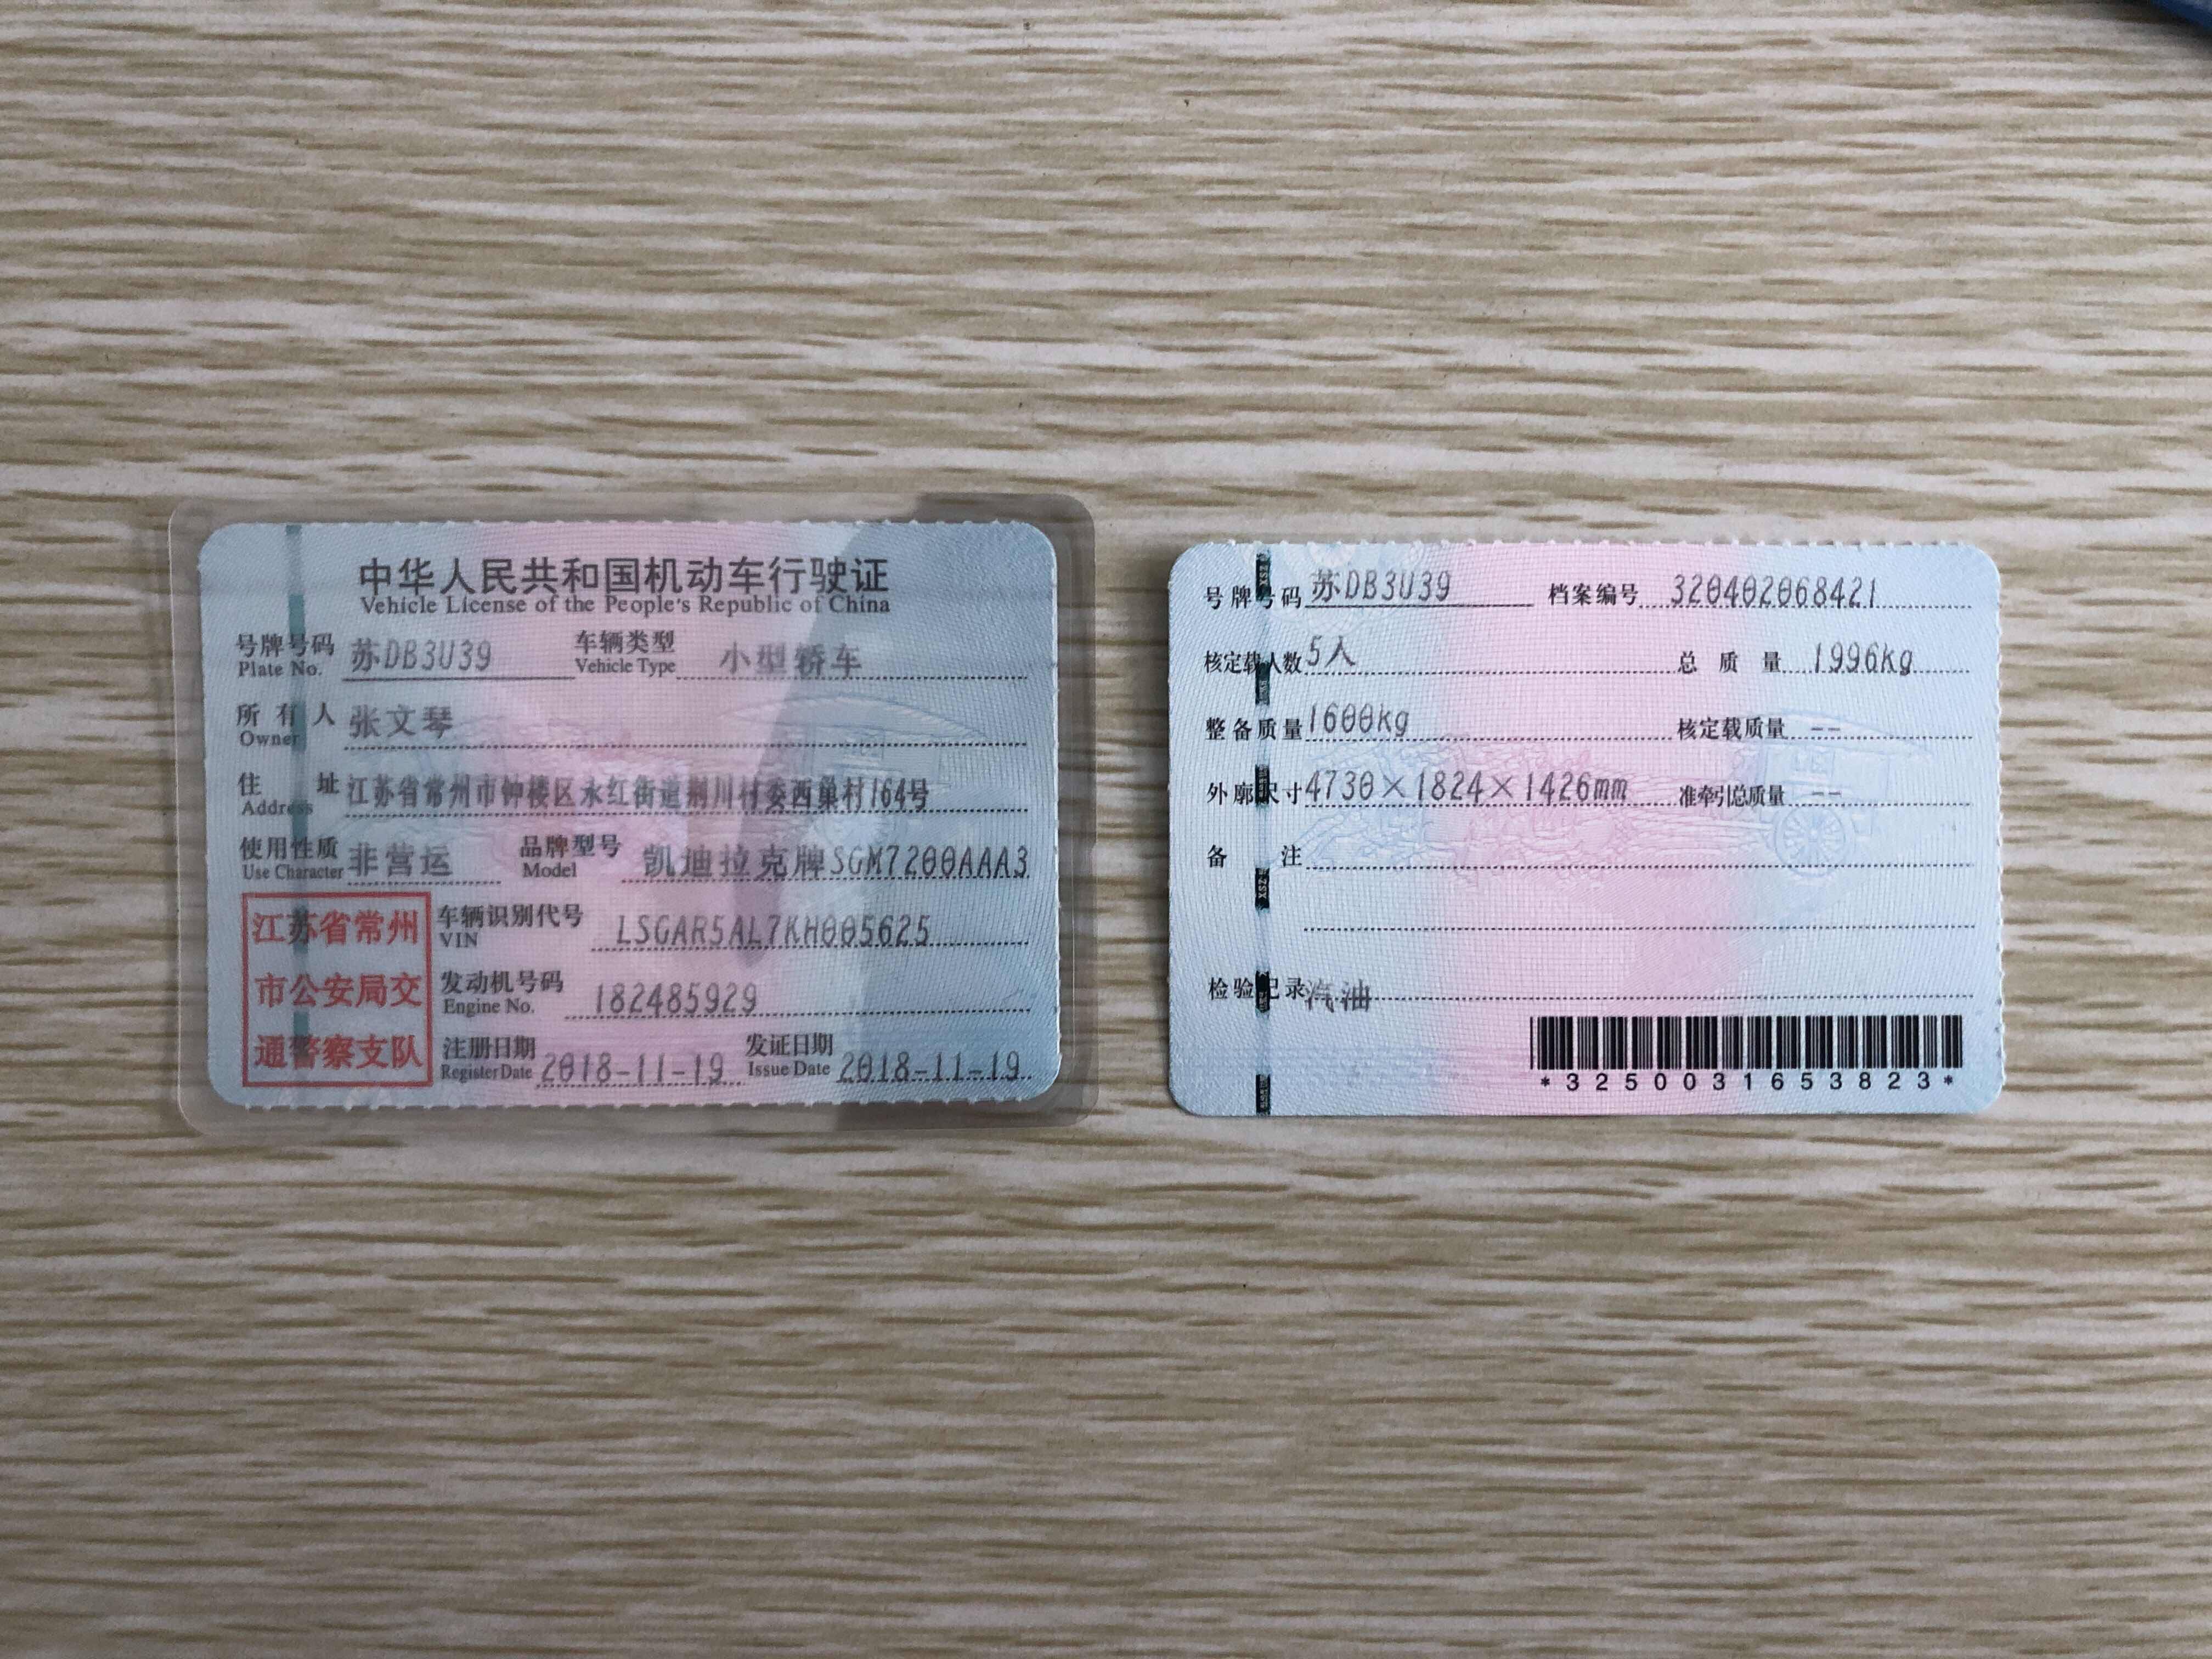 中华人民共和国机动车行驶证
Vehicle License of the People's Republic of China
号牌号码 苏DB3U39 车辆类型 小型轿车
Plate No. Vehicle Type
所有人 张文琴
Owner
住址 江苏省常州市钟楼区永红街道荆川村委西巢村164号
Address
使用性质 非营运 品牌型号 凯迪拉克牌SGM7200AAA3
Use Character Model
江苏省常州
市公安局交
通警察支队
车辆识别代号 LSGAR5AL7KH005625
VIN
发动机号码 182485929
Engine No.
注册日期 2018-11-19 发证日期 2018-11-19
Register Date Issue Date
号牌号码 苏DB3U39 档案编号 320402068421
核定载人数 5人 总质量 1996kg
整备质量 1600kg 核定载质量 --
外廓尺寸 4730×1824×1426mm 准牵引总质量 --
备注
检验记录 汽油
*3250031653823*